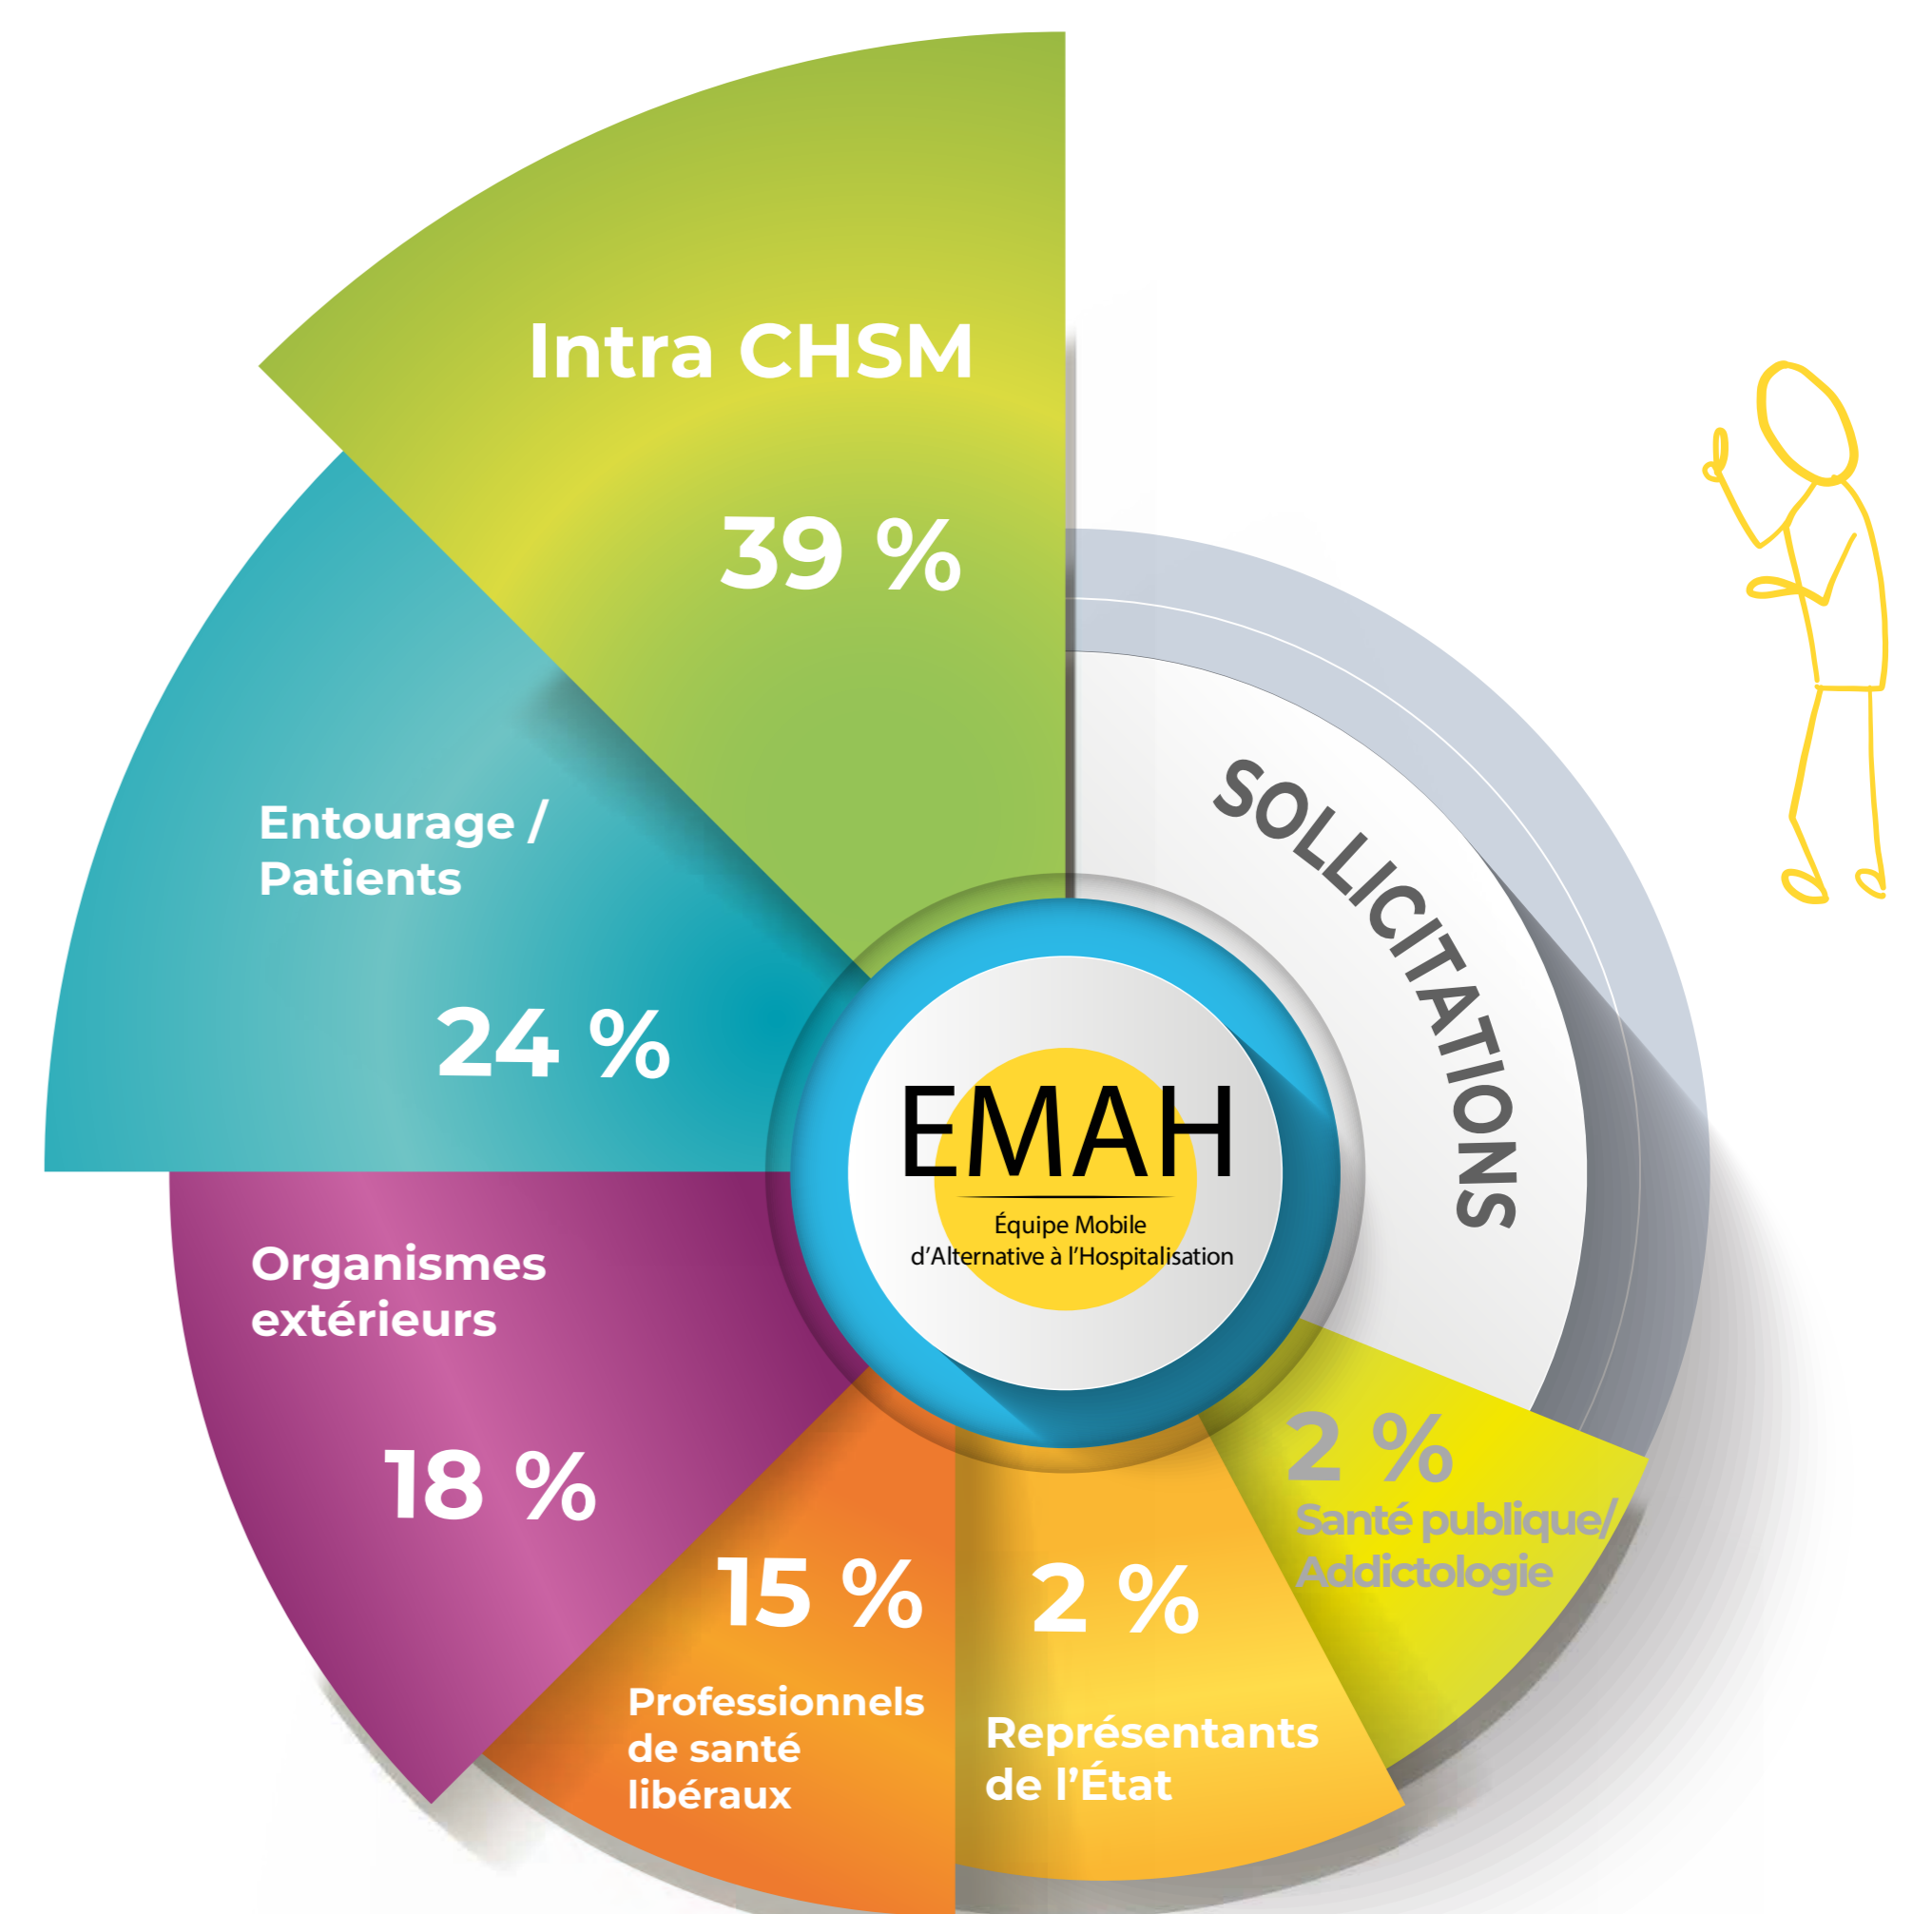 Intra CHSM
39 %
Entourage /
Patients
24 %
Organismes
extérieurs
18 %
15 %
Professionnels
de santé
libéraux
2 %
Représentants
de l’État
2 %
Santé publique/
Addictologie
SOLLICITATIONS
EMAH
Équipe Mobile
d’Alternative à l’Hospitalisation